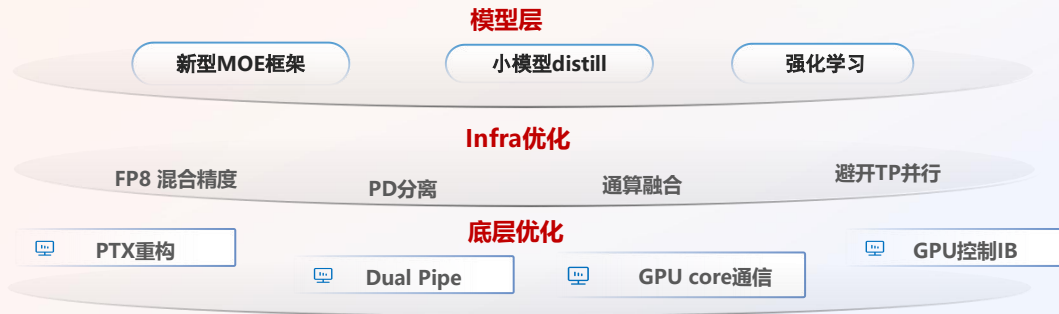 模型层
新型MOE框架
小模型distill
强化学习
Infra优化
FP8 混合精度
PD分离
通算融合
避开TP并行
底层优化
PTX重构
Dual Pipe
GPU core通信
GPU控制IB